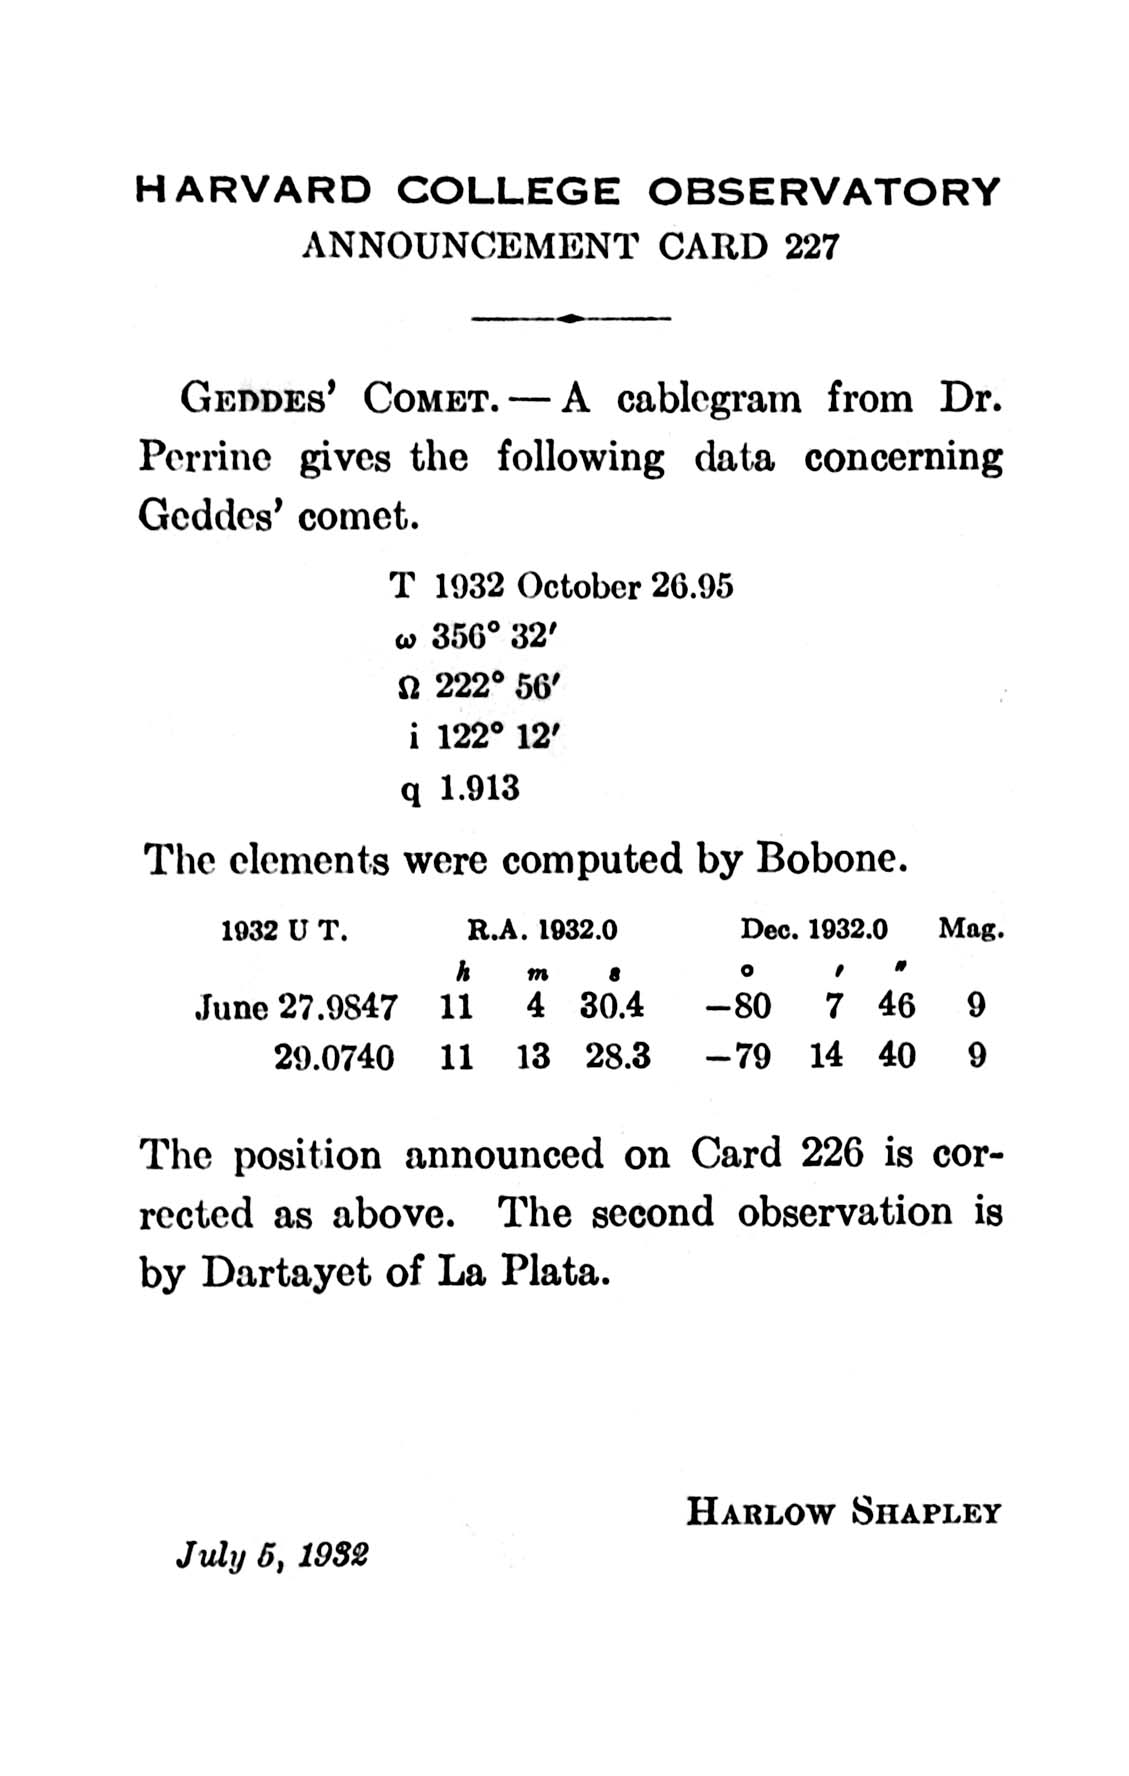 HARVARD COLLEGE OBSERVATORY
ANNOUNCEMENT CARD 227
GEDDES' COMET. — A cablegram from Dr.
Perrine gives the following data concerning
Geddes' comet.
T 1932 October 26.95
ω 356° 32′
Ω 222° 56′
i 122° 12′
q 1.913
The elements were computed by Bobone.
1932 U T. R.A. 1932.0 Dec. 1932.0 Mag.
h m s ° ′ ″
June 27.9847 11 4 30.4 —80 7 46 9
29.0740 11 13 28.3 —79 14 40 9
The position announced on Card 226 is cor-
rected as above. The second observation is
by Dartayet of La Plata.
HARLOW SHAPLEY
July 5, 1932